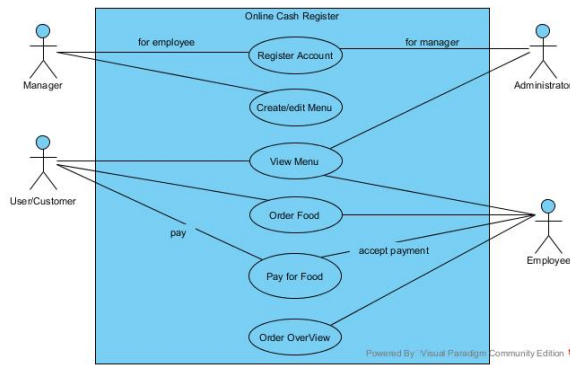 Online Cash Register
for employee
Register Account
for manager
Manager
Administrator
Create/edit Menu
View Menu
User/Customer
Order Food
pay
accept payment
Employee
Pay for Food
Order OverView
Powered By Visual Paradigm Community Edition